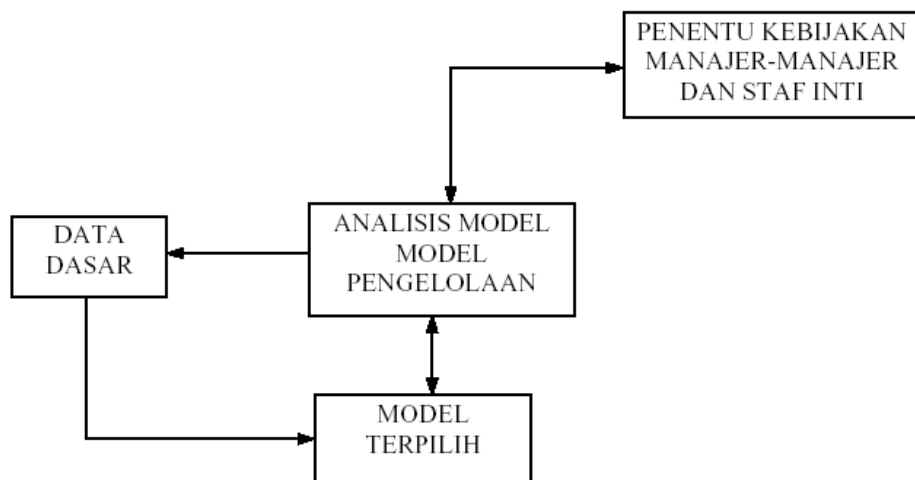 PENENTU KEBIJAKAN
MANAJER-MANAJER
DAN STAF INTI
ANALISIS MODEL
MODEL
PENGELOLAAN
DATA
DASAR
MODEL
TERPILIH